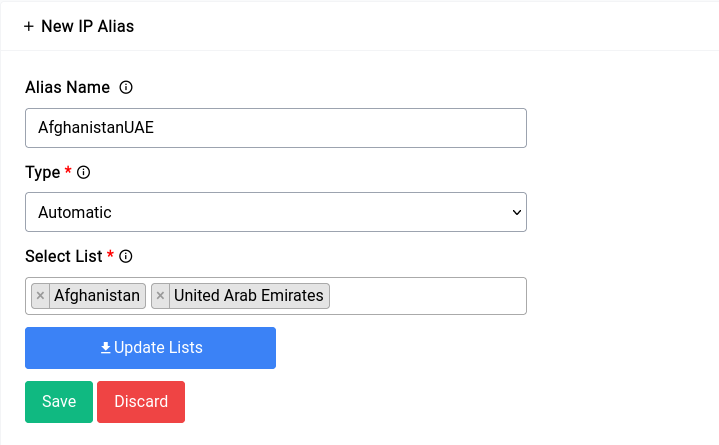 + New IP Alias
Alias Name
AfghanistanUAE
Type *
Automatic
Select List *
× Afghanistan × United Arab Emirates
Update Lists
Save Discard